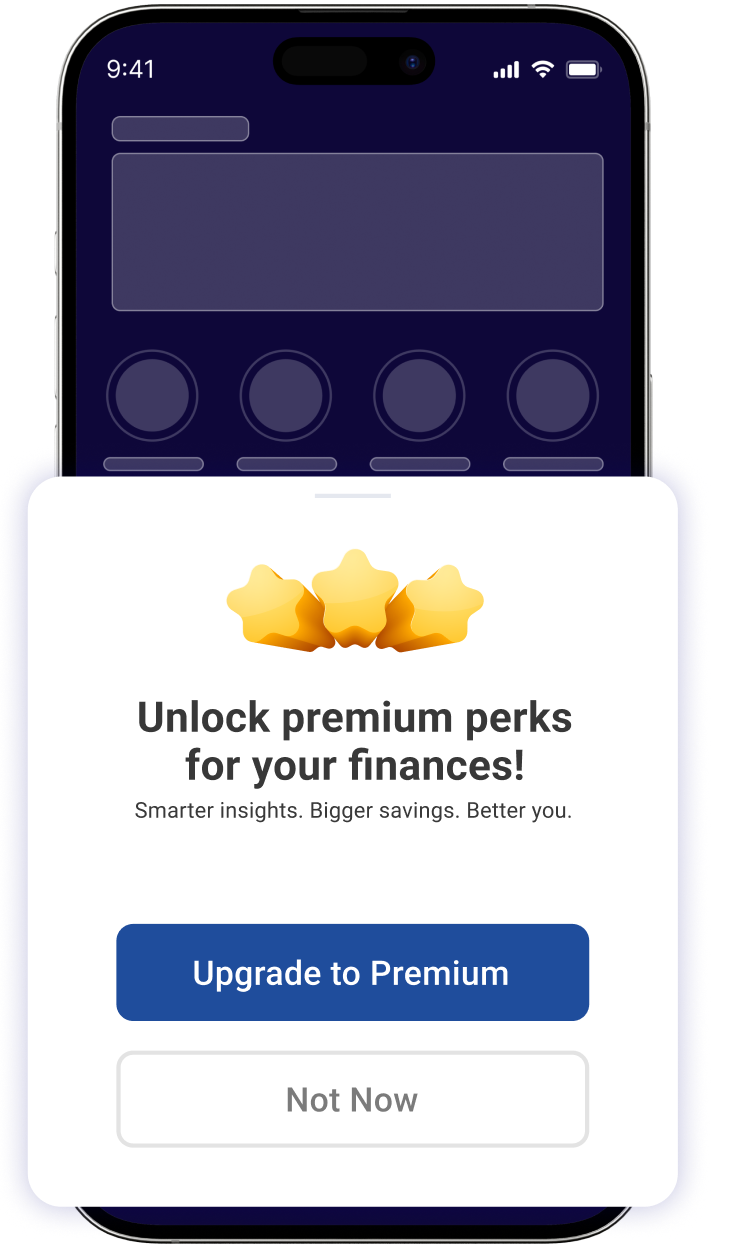 9:41
Unlock premium perks
for your finances!
Smarter insights. Bigger savings. Better you.
Upgrade to Premium
Not Now